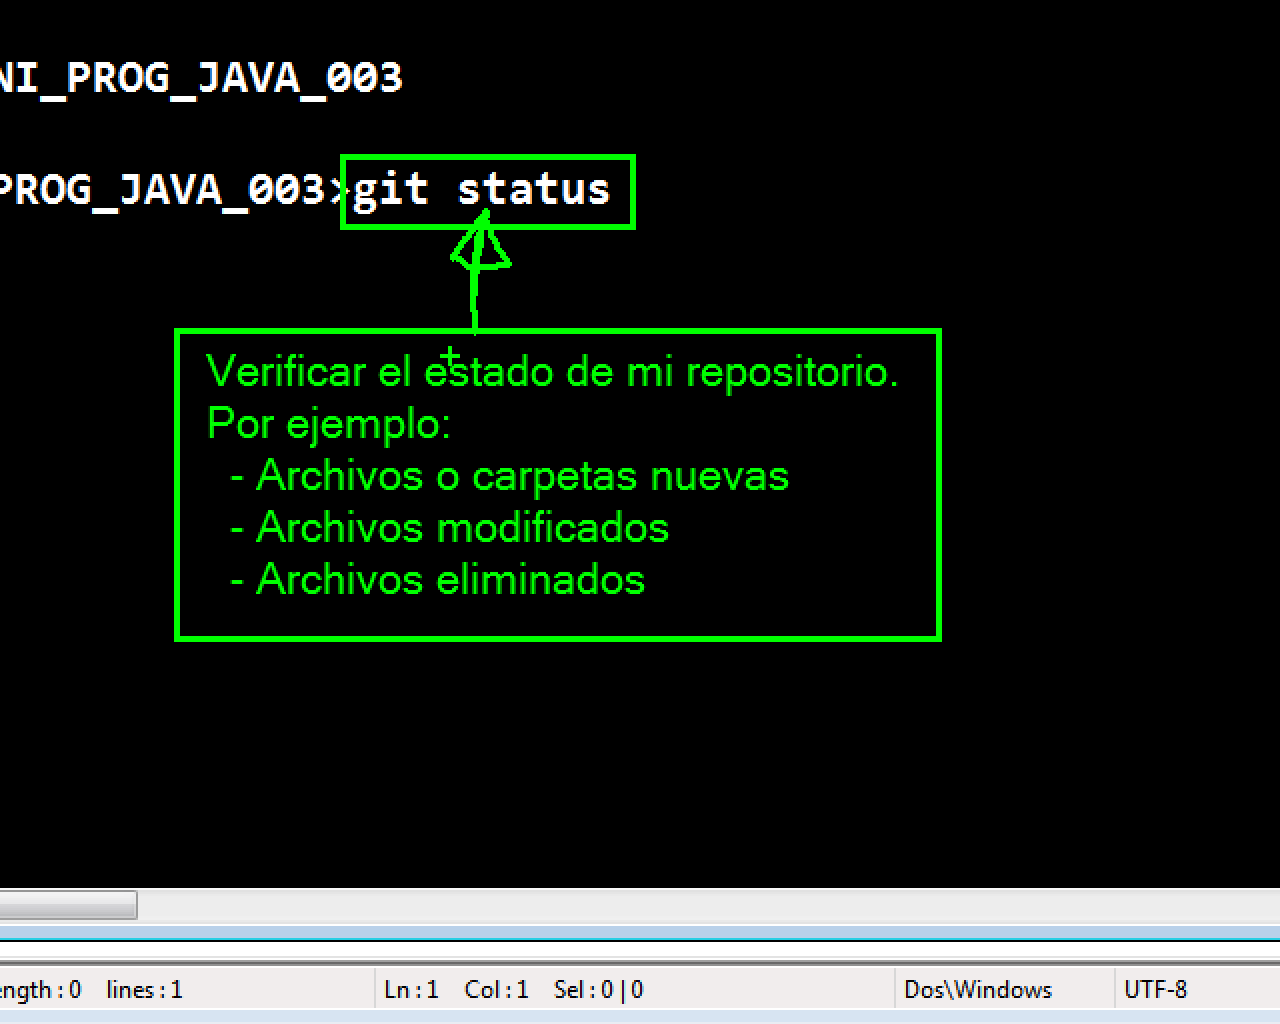 NI_PROG_JAVA_003
PROG_JAVA_003>git status
Verificar el estado de mi repositorio.
Por ejemplo:
- Archivos o carpetas nuevas
- Archivos modificados
- Archivos eliminados
ength : 0 lines : 1 Ln : 1 Col : 1 Sel : 0 | 0 Dos\Windows UTF-8